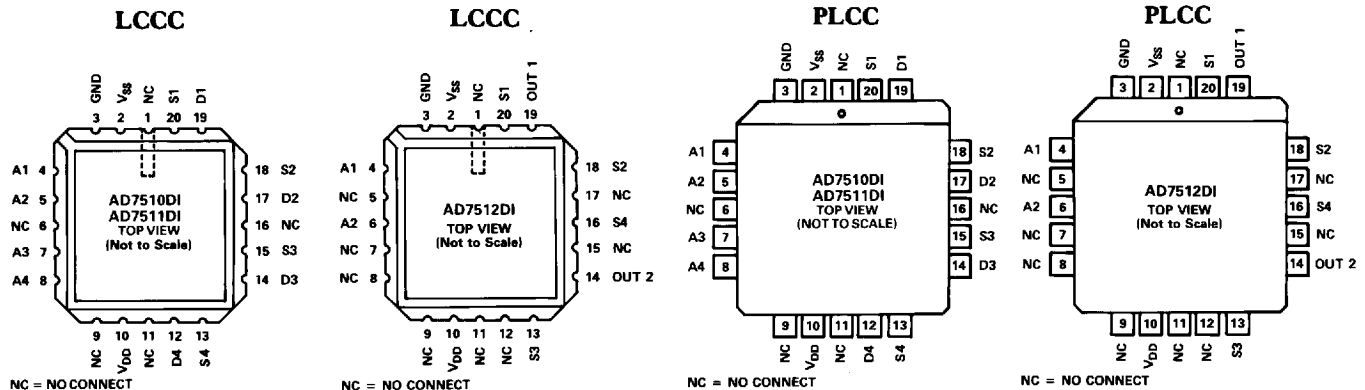 LCCC
GND VSS NC S1 D1
3 2 1 20 19
A1 4
A2 5
NC 6
A3 7
A4 8
AD7510DI
AD7511DI
TOP VIEW
(Not to Scale)
18 S2
17 D2
16 NC
15 S3
14 D3
9 10 11 12 13
NC VDD NC D4 S4
NC = NO CONNECT
LCCC
GND VSS NC S1 OUT 1
3 2 1 20 19
A1 4
NC 5
A2 6
NC 7
NC 8
AD7512DI
TOP VIEW
(Not to Scale)
18 S2
17 NC
16 S4
15 NC
14 OUT 2
9 10 11 12 13
NC VDD NC NC S3
NC = NO CONNECT
PLCC
GND VSS NC S1 D1
3 2 1 20 19
A1 4
A2 5
NC 6
A3 7
A4 8
AD7510DI
AD7511DI
TOP VIEW
(NOT TO SCALE)
18 S2
17 D2
16 NC
15 S3
14 D3
9 10 11 12 13
NC VDD NC D4 S4
NC = NO CONNECT
PLCC
GND VSS NC S1 OUT 1
3 2 1 20 19
A1 4
NC 5
A2 6
NC 7
NC 8
AD7512DI
TOP VIEW
(Not to Scale)
18 S2
17 NC
16 S4
15 NC
14 OUT 2
9 10 11 12 13
NC VDD NC NC S3
NC = NO CONNECT